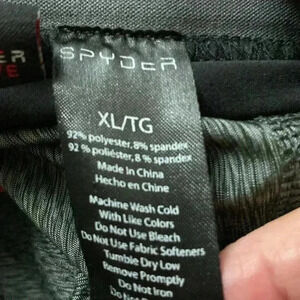 SPYDER
XL/TG
92% polyester, 8% spandex
92 % poliéster, 8 % spandex
Made in China
Hecho en Chine
Machine Wash Cold
With Like Colors
Do Not Use Bleach
Do Not Use Fabric Softeners
Tumble Dry Low
Remove Promptly
Do Not Iron